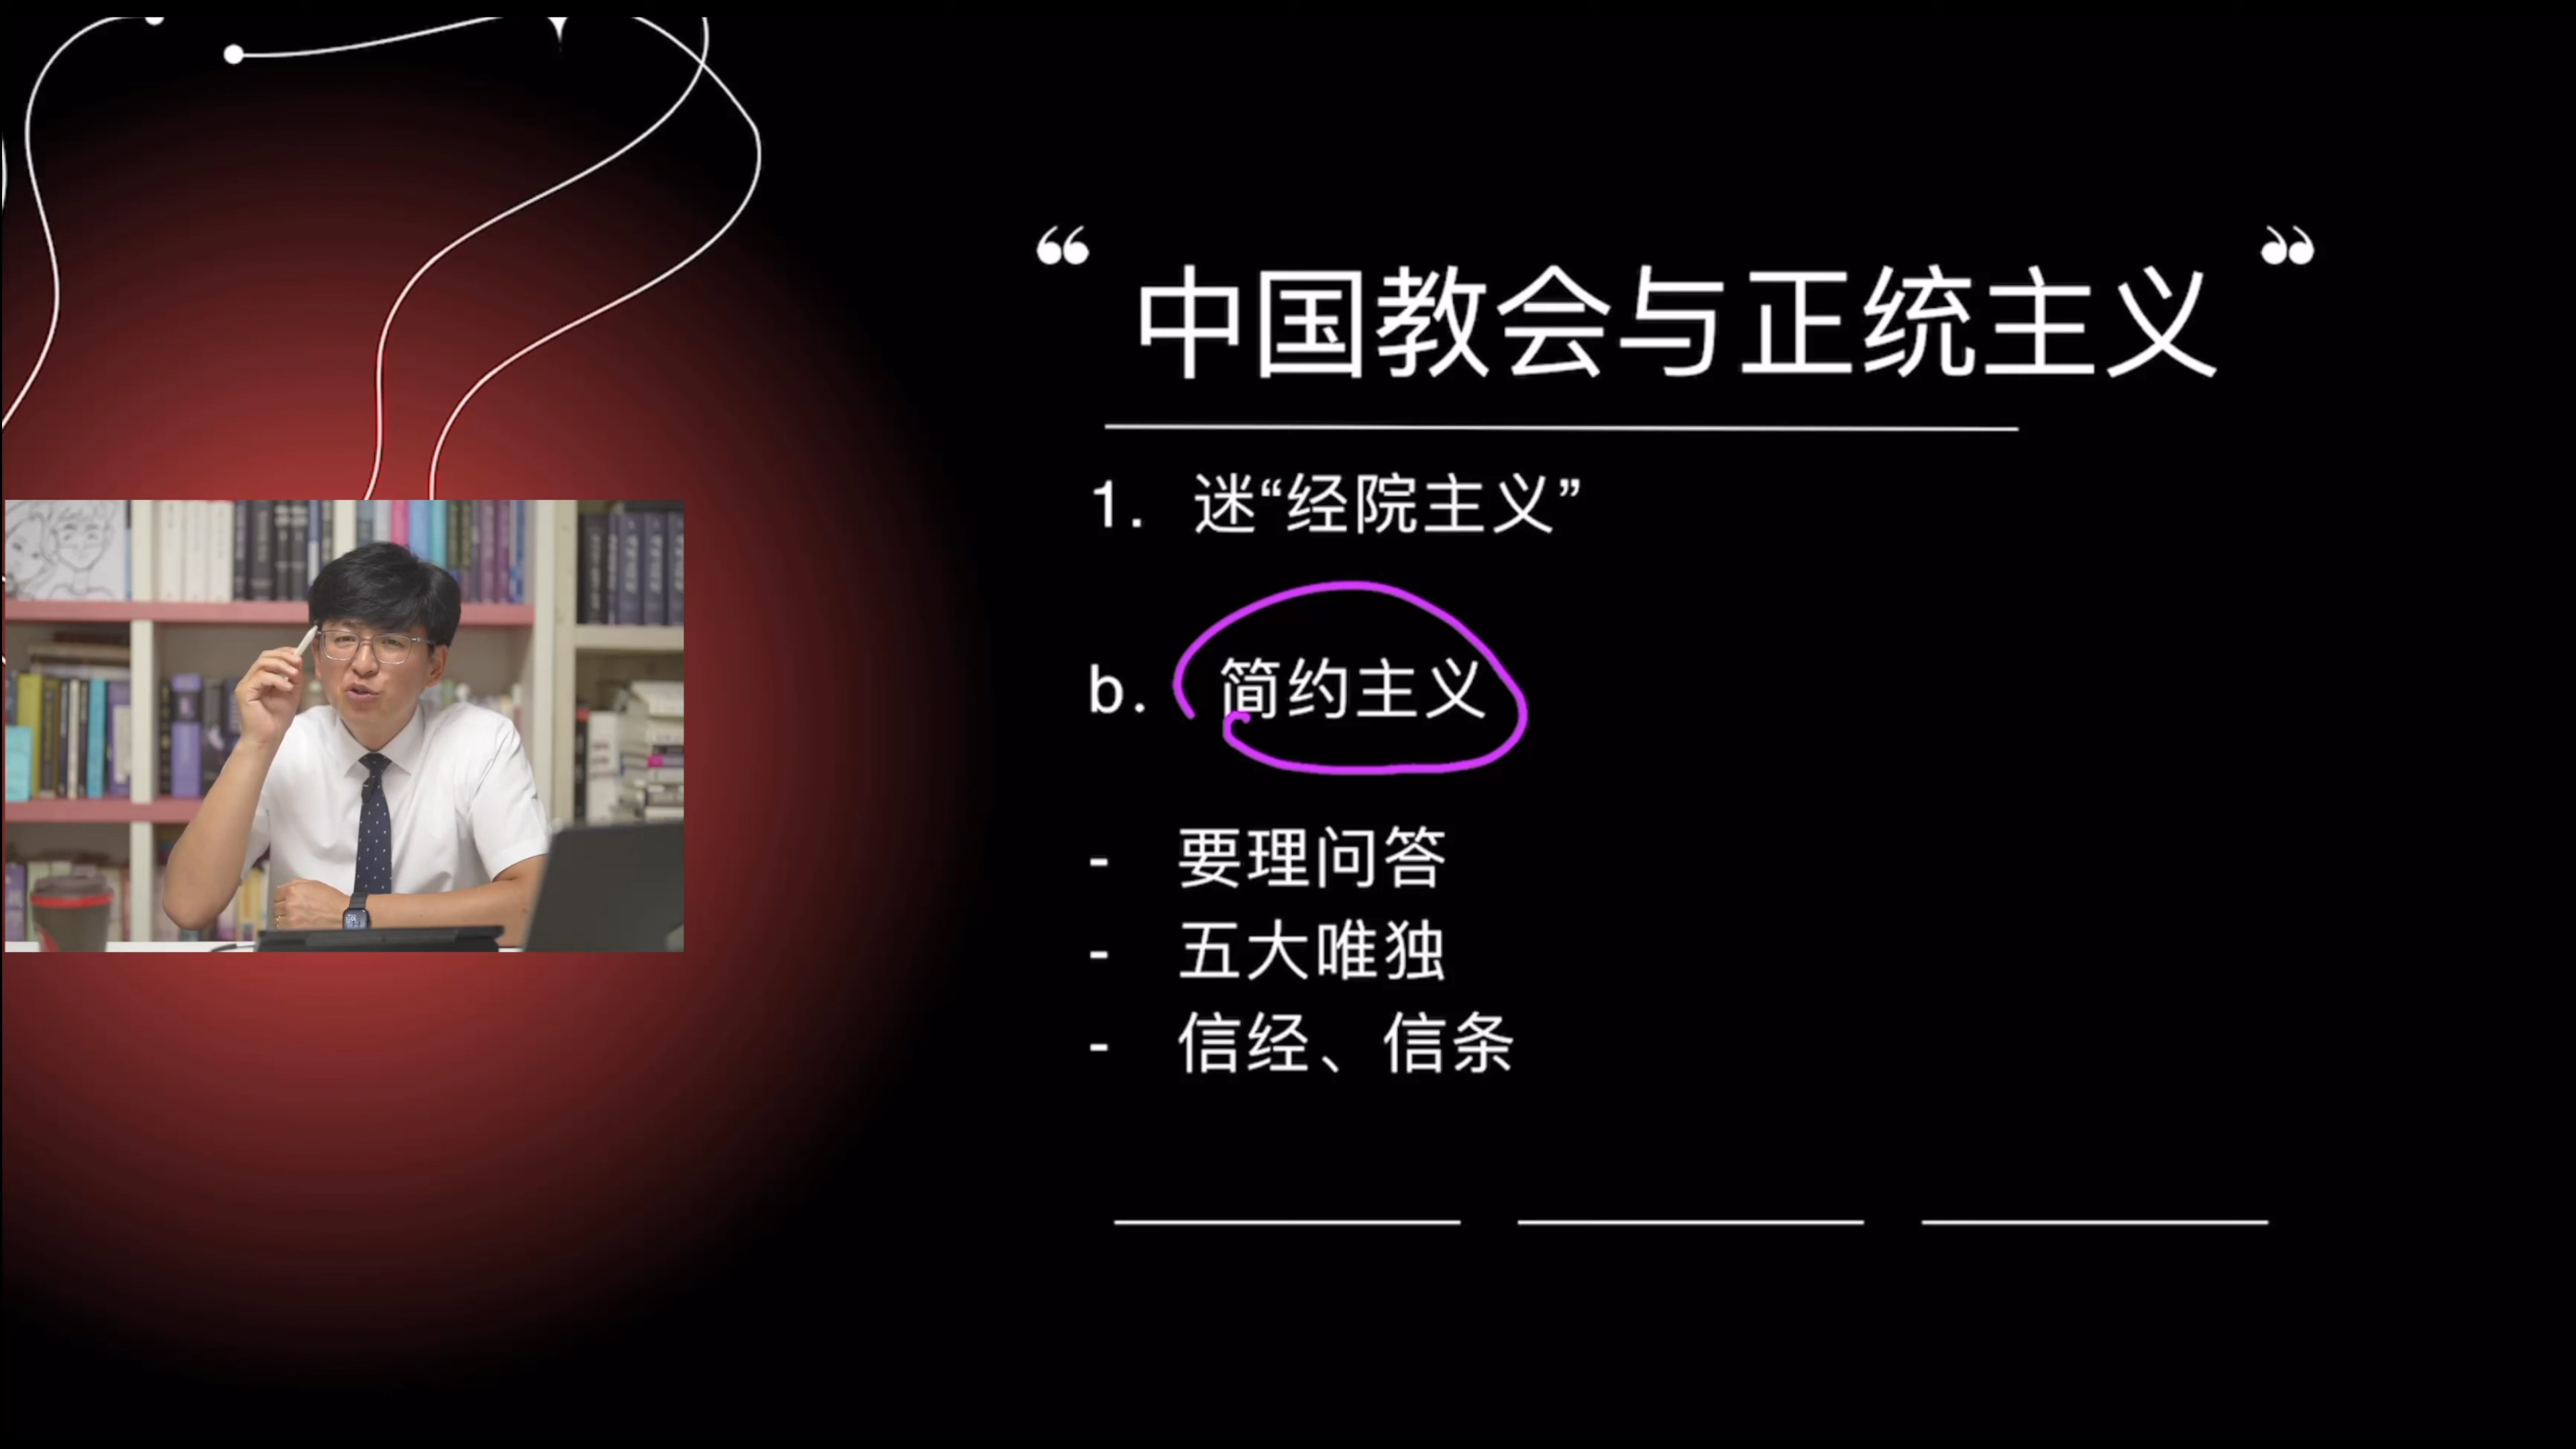 “中国教会与正统主义”
1. 迷“经院主义”
b. 简约主义
- 要理问答
- 五大唯独
- 信经、信条